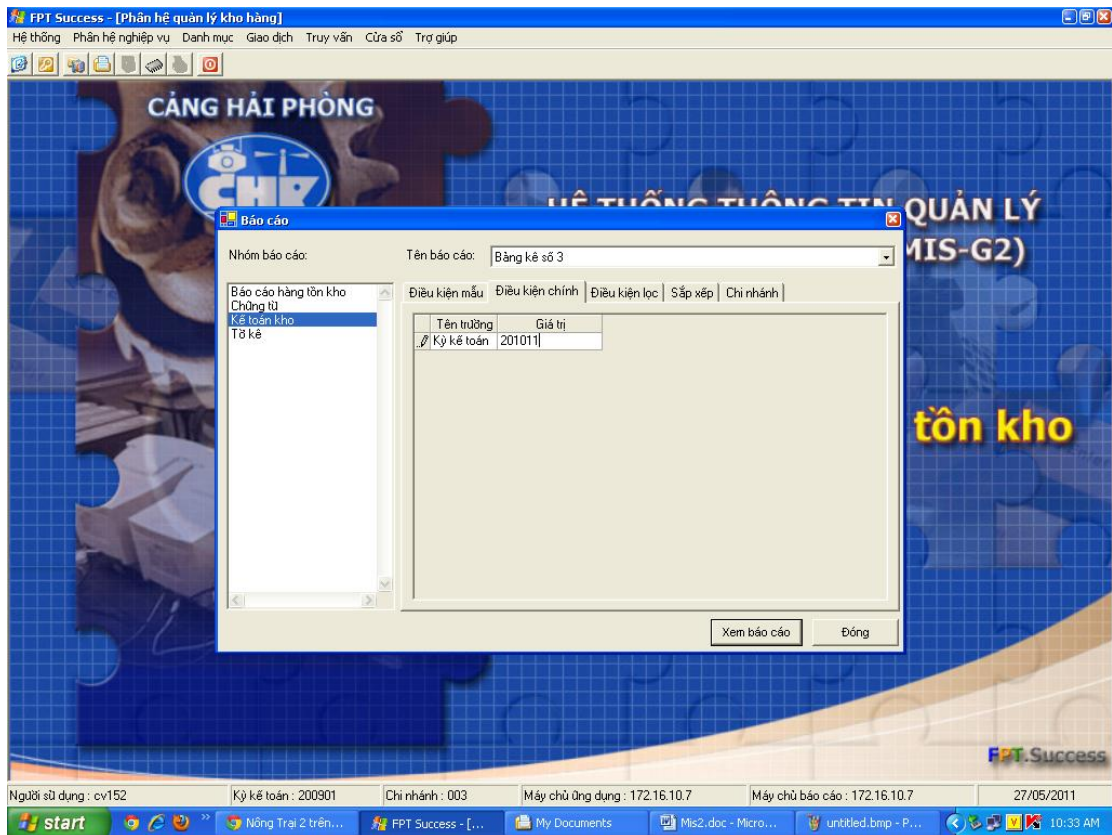 FPT Success - [Phân hệ quản lý kho hàng]
Hệ thống Phân hệ nghiệp vụ Danh mục Giao dịch Truy vấn Cửa sổ Trợ giúp
CẢNG HẢI PHÒNG
CHP
HỆ THỐNG THÔNG TIN QUẢN LÝ
MIS-G2)
Báo cáo
Nhóm báo cáo:
Tên báo cáo: Bảng kê số 3
Báo cáo hàng tồn kho
Chứng từ
Kế toán kho
Tờ kê
Điều kiện mẫu Điều kiện chính Điều kiện lọc Sắp xếp Chi nhánh
Tên trường Giá trị
Kỳ kế toán 201011
tồn kho
Xem báo cáo Đóng
FPT.Success
Người sử dụng : cv152 Kỳ kế toán : 200901 Chi nhánh : 003 Máy chủ ứng dụng : 172.16.10.7 Máy chủ báo cáo : 172.16.10.7 27/05/2011
start Nông Trại 2 trên... FPT Success - [... My Documents Mis2.doc - Micro... untitled.bmp - P... 10:33 AM